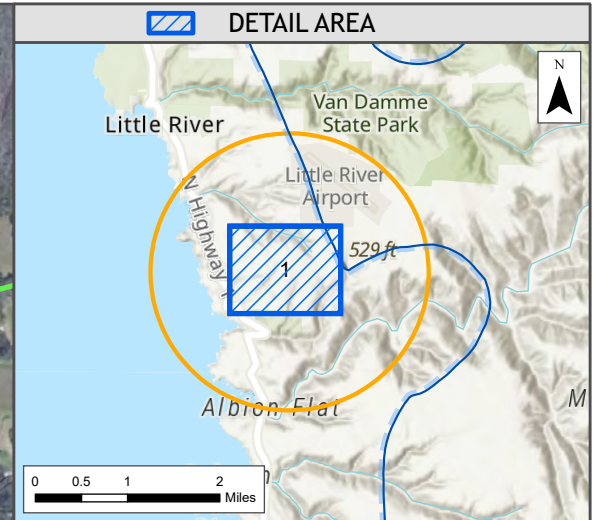 DETAIL AREA
N
Van Damme
State Park
Little River
Little River
Airport
N Highway
529 ft
1
Albion Flat
M
0 0.5 1 2
Miles